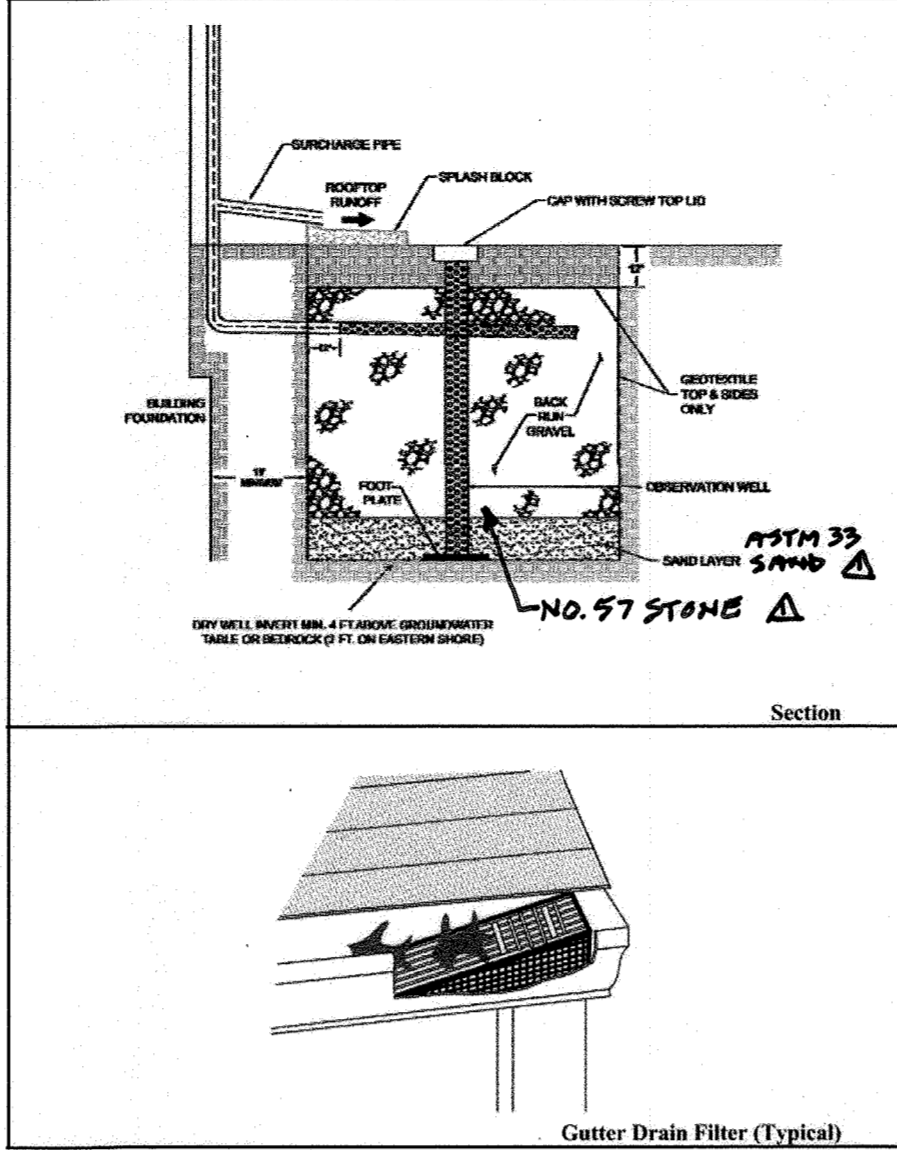 SURCHARGE PIPE
ROOFTOP
RUNOFF
SPLASH BLOCK
CAP WITH SCREW TOP LID
12"
12"
GEOTEXTILE
TOP & SIDES
ONLY
BUILDING
FOUNDATION
BACK
RUN
GRAVEL
MINIMUM
FOOT
PLATE
OBSERVATION WELL
ASTM 33
SAND LAYER SAND 1
NO. 57 STONE 1
DRY WELL INVERT MIN. 4 FT ABOVE GROUNDWATER
TABLE OR BEDROCK (2 FT. ON EASTERN SHORE)
Section
Gutter Drain Filter (Typical)